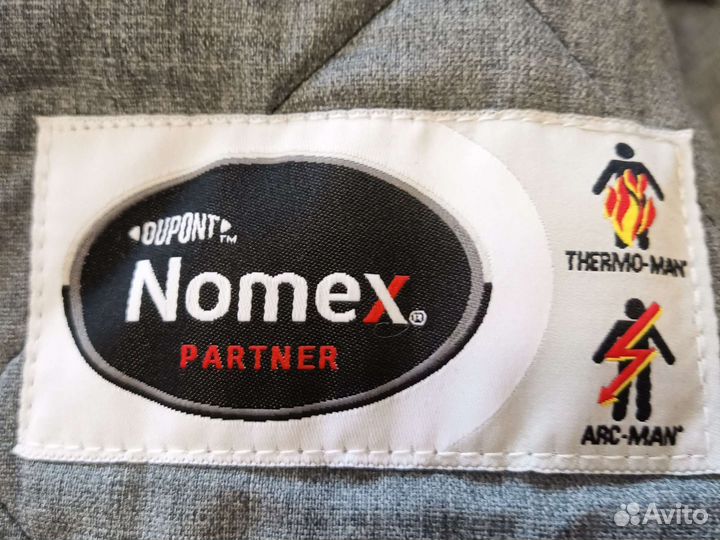 DUPONT™
Nomex®
PARTNER
THERMO-MAN®
ARC-MAN®
Avito